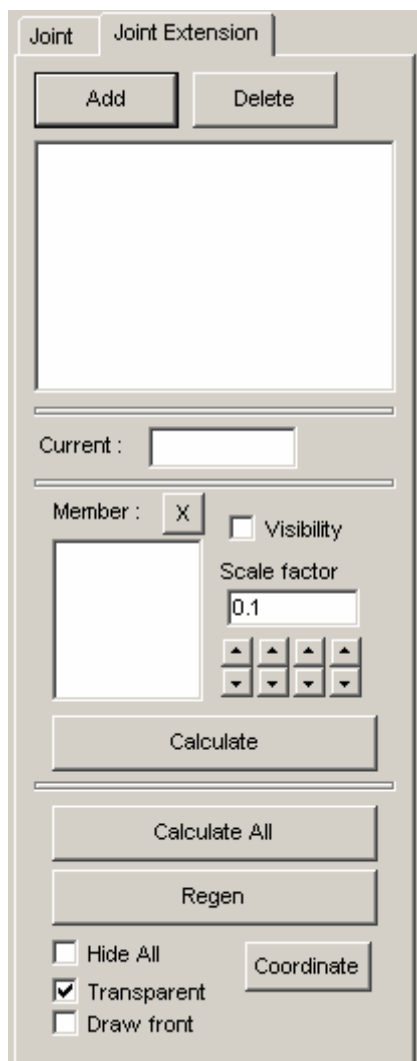 Joint Joint Extension
Add Delete
Current :
Member : X Visibility
Scale factor
0.1
Calculate
Calculate All
Regen
Hide All Coordinate
Transparent
Draw front